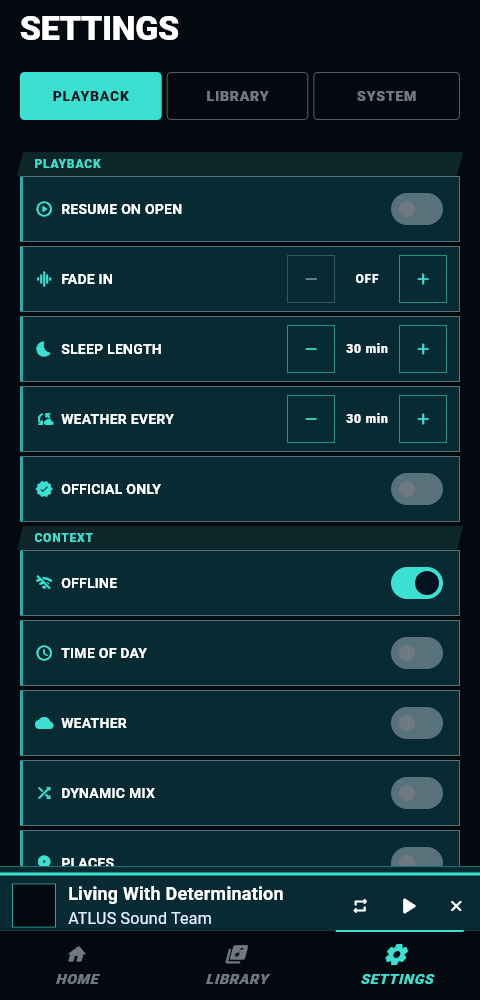 SETTINGS
PLAYBACK LIBRARY SYSTEM
PLAYBACK
RESUME ON OPEN
FADE IN − OFF +
SLEEP LENGTH − 30 min +
WEATHER EVERY − 30 min +
OFFICIAL ONLY
CONTEXT
OFFLINE
TIME OF DAY
WEATHER
DYNAMIC MIX
PLACES
Living With Determination
ATLUS Sound Team
HOME LIBRARY SETTINGS